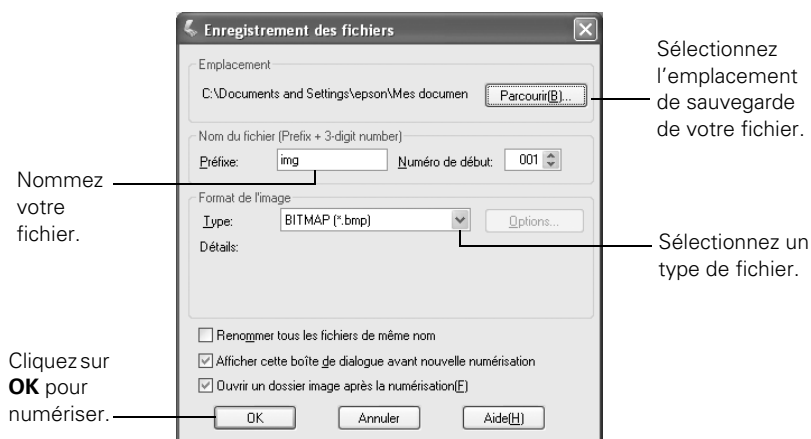 Enregistrement des fichiers
Emplacement
C:\Documents and Settings\epson\Mes documen
Parcourir(B)...
Sélectionnez
l'emplacement
de sauvegarde
de votre fichier.
Nom du fichier (Prefix + 3-digit number)
Préfixe:
img
Numéro de début:
001
Nommez
votre
fichier.
Format de l'image
Type:
BITMAP (*.bmp)
Options...
Détails:
Sélectionnez un
type de fichier.
Renommer tous les fichiers de même nom
Afficher cette boîte de dialogue avant nouvelle numérisation
Ouvrir un dossier image après la numérisation(F)
Cliquez sur
OK pour
numériser.
OK
Annuler
Aide(H)